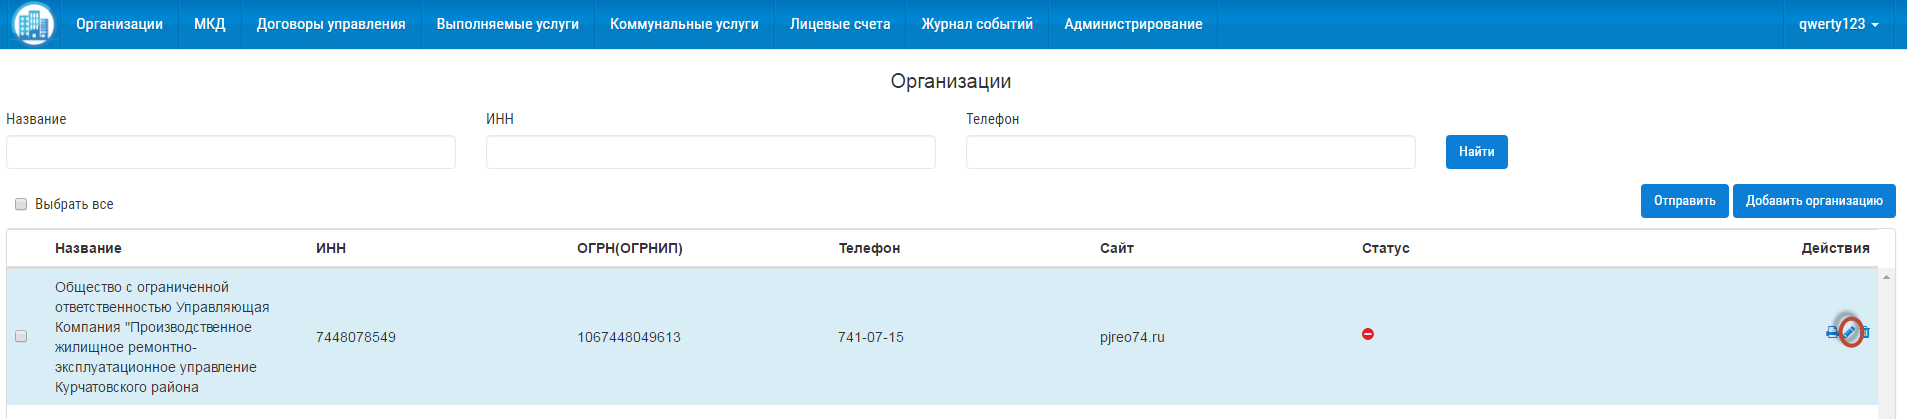 Организации МКД Договоры управления Выполняемые услуги Коммунальные услуги Лицевые счета Журнал событий Администрирование qwerty123
Организации
Название ИНН Телефон
Найти
Выбрать все Отправить Добавить организацию
Название ИНН ОГРН(ОГРНИП) Телефон Сайт Статус Действия
Общество с ограниченной
ответственностью Управляющая
Компания "Производственное
жилищное ремонтно-
эксплуатационное управление
Курчатовского района
7448078549 1067448049613 741-07-15 pjreo74.ru